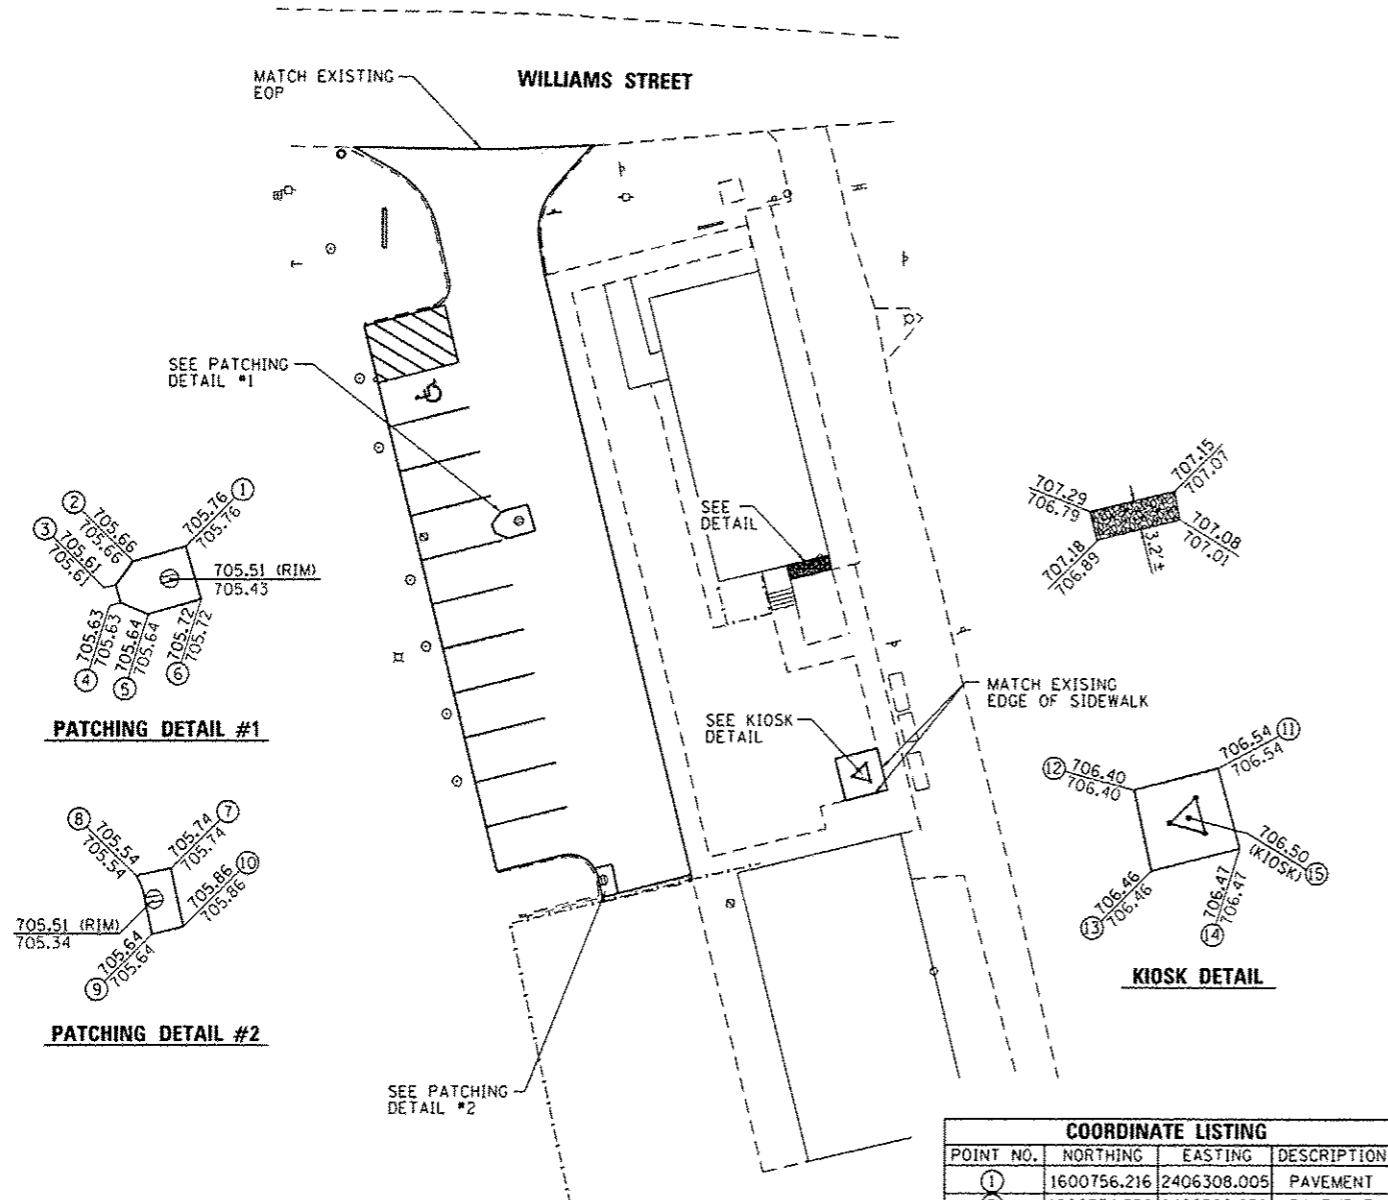 MATCH EXISTING
EOP
WILLIAMS STREET
SEE PATCHING
DETAIL #1
① 705.76
705.76
② 705.66
705.66
③ 705.61
705.61
705.51 (RIM)
705.43
④ 705.63
705.63
⑤ 705.64
705.64
⑥ 705.72
705.72
PATCHING DETAIL #1
SEE
DETAIL
707.29
706.79
707.15
707.07
707.18
706.89
3.2'±
707.08
707.01
MATCH EXISING
EDGE OF SIDEWALK
SEE KIOSK
DETAIL
⑦ 705.74
705.74
⑧ 705.54
705.54
⑩ 705.86
705.86
705.51 (RIM)
705.34
⑨ 705.64
705.64
PATCHING DETAIL #2
⑪ 706.54
706.54
⑫ 706.40
706.40
706.50 ⑮
(KIOSK)
⑬ 706.46
706.46
⑭ 706.47
706.47
KIOSK DETAIL
SEE PATCHING
DETAIL #2
COORDINATE LISTING
POINT NO. NORTHING EASTING DESCRIPTION
① 1600756.216 2406308.005 PAVEMENT